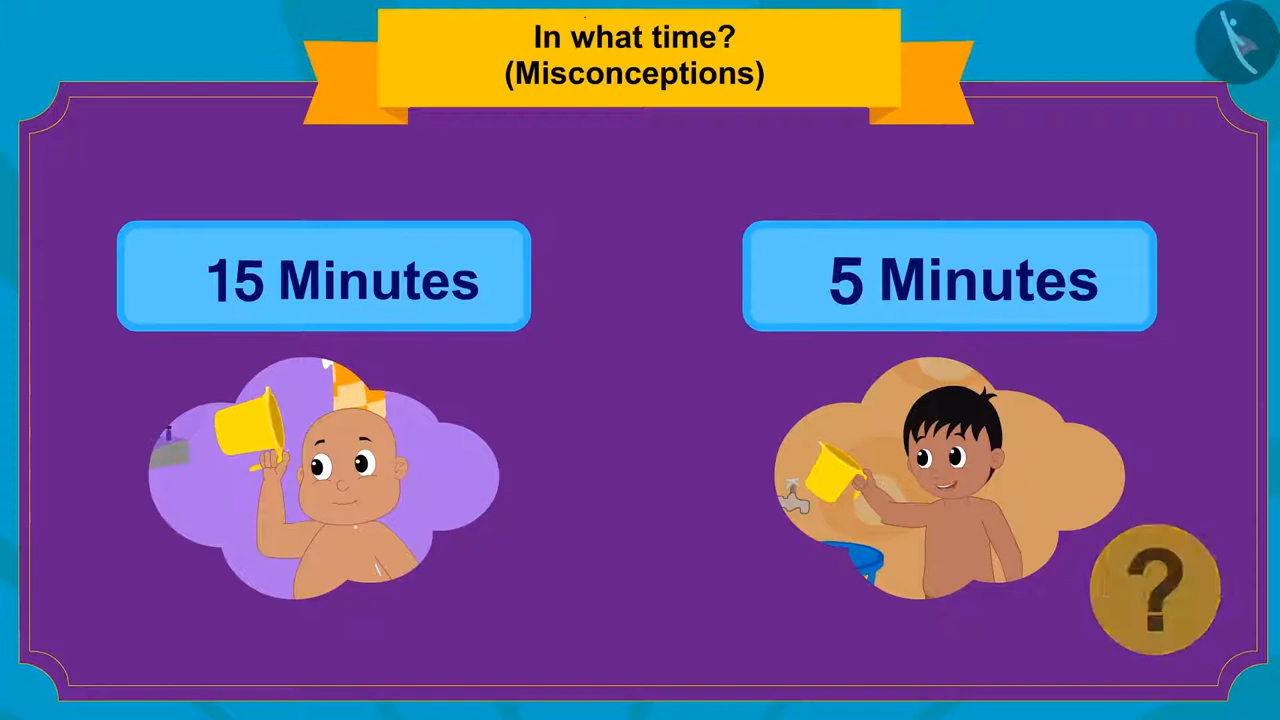 In what time?
(Misconceptions)
15 Minutes
5 Minutes
?